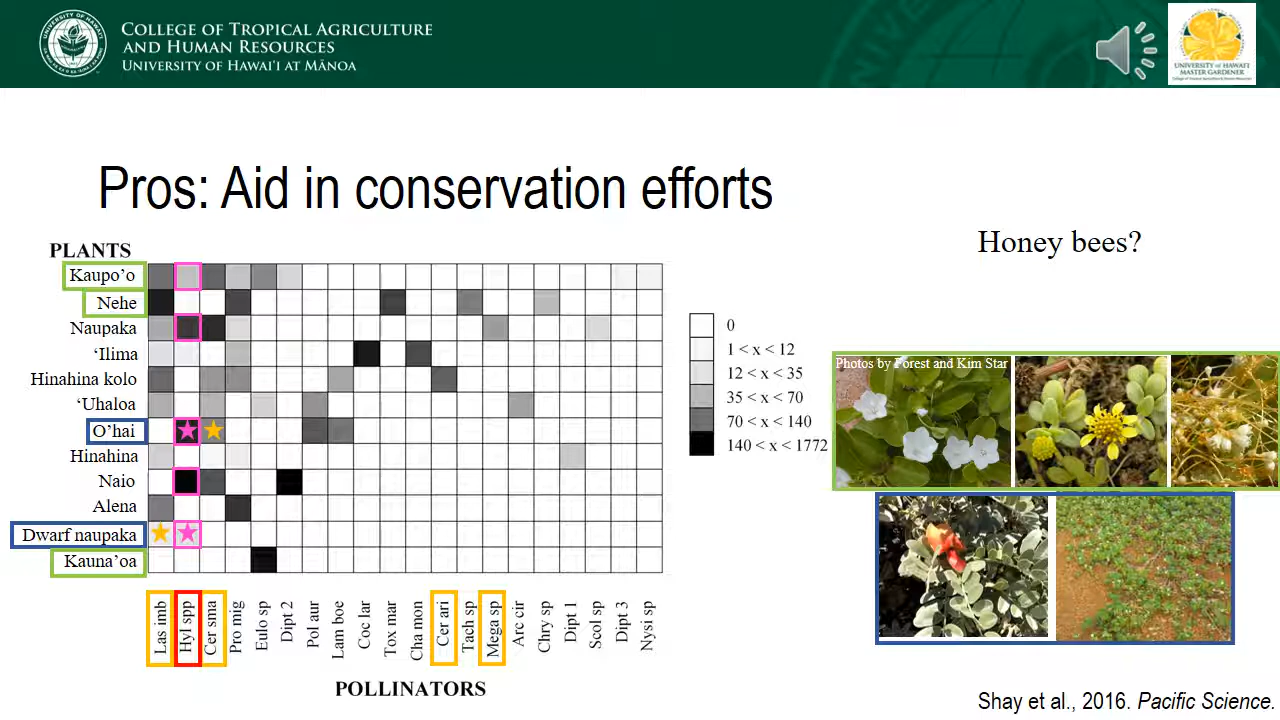 COLLEGE OF TROPICAL AGRICULTURE
AND HUMAN RESOURCES
UNIVERSITY OF HAWAI'I AT MĀNOA
UNIVERSITY OF HAWAI'I
MASTER GARDENER
Pros: Aid in conservation efforts
Honey bees?
PLANTS
Kaupo'o
Nehe
Naupaka
'Ilima
Hinahina kolo
'Uhaloa
O'hai
Hinahina
Naio
Alena
Dwarf naupaka
Kauna'oa
0
1 < x < 12
12 < x < 35
35 < x < 70
70 < x < 140
140 < x < 1772
Photos by Forest and Kim Star
Las imb
Hyl spp
Cer sma
Pro mig
Eulo sp
Dipt 2
Pol aur
Lam boe
Coc lar
Tox mar
Cha mon
Cer ari
Tach sp
Mega sp
Arc cir
Chry sp
Dipt 1
Scol sp
Dipt 3
Nysi sp
POLLINATORS
Shay et al., 2016. Pacific Science.